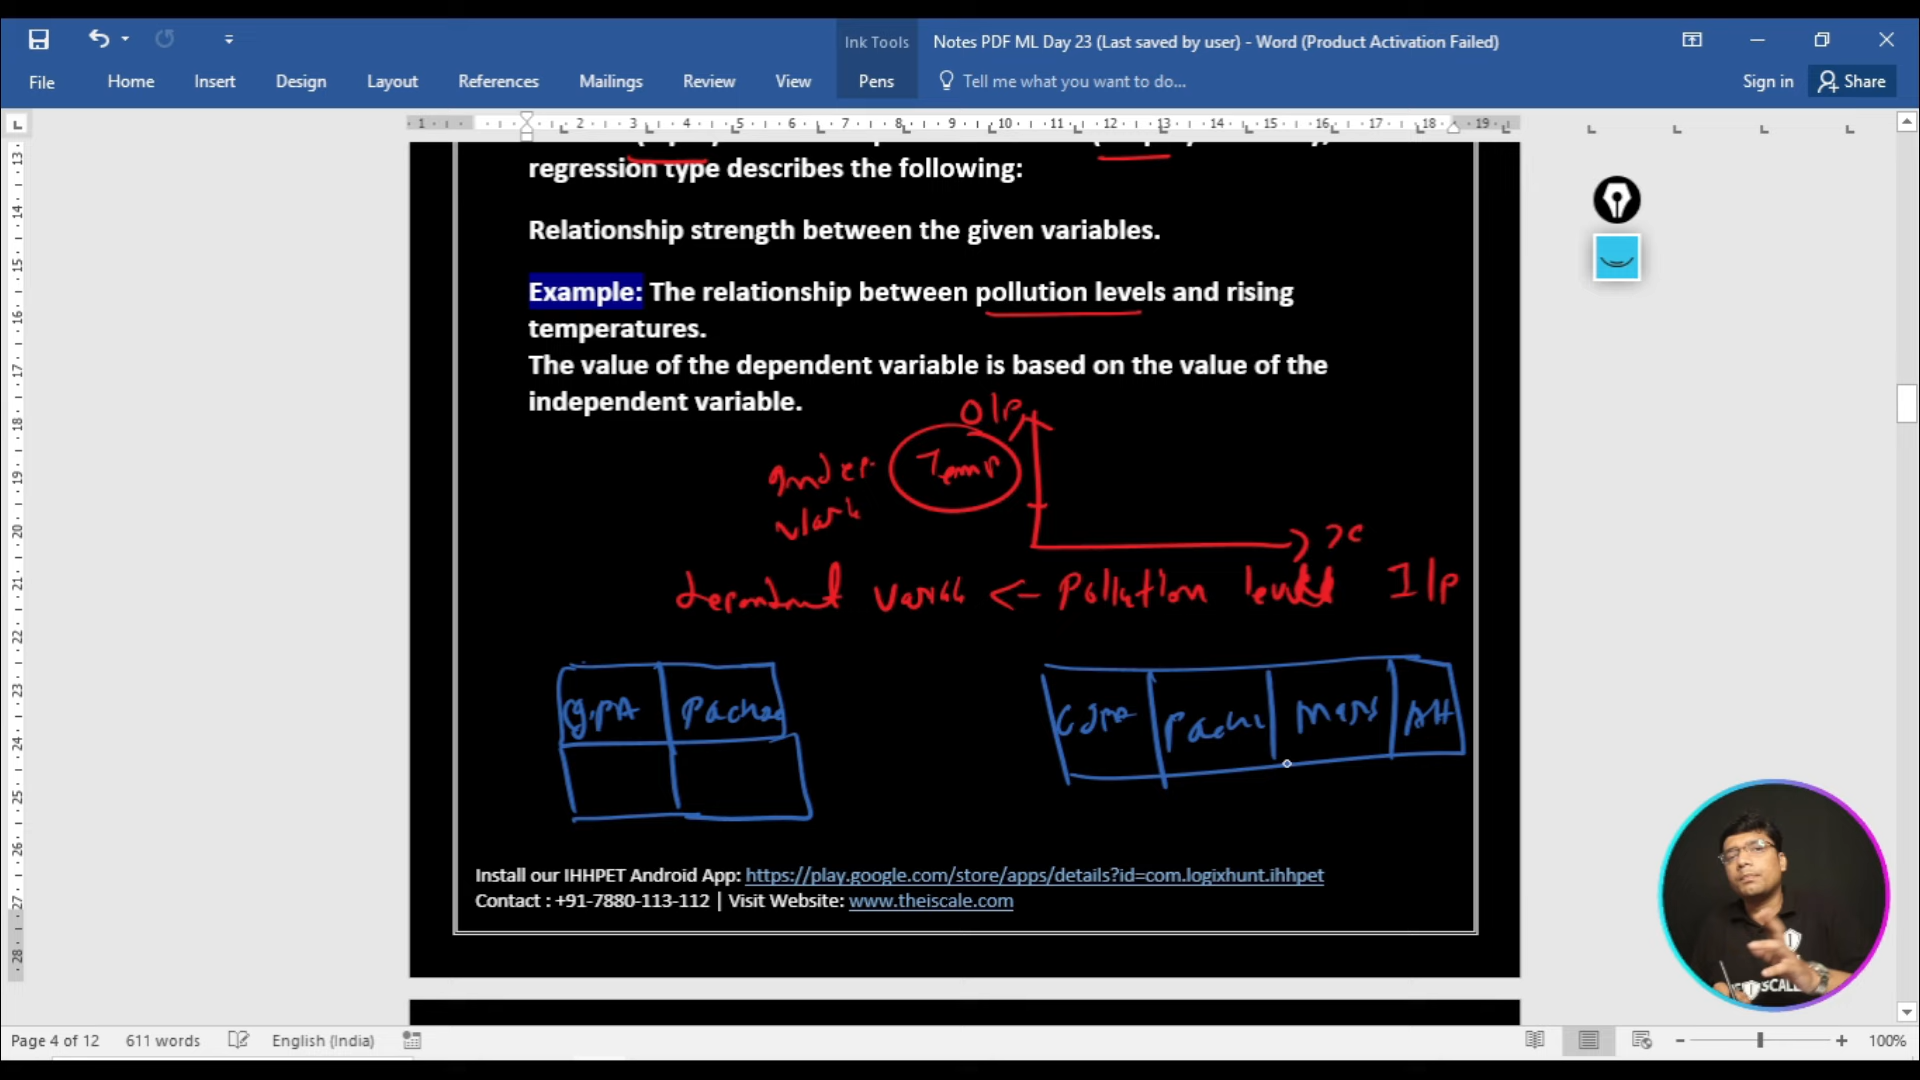 Notes PDF ML Day 23 (Last saved by user) - Word (Product Activation Failed)
Ink Tools
File Home Insert Design Layout References Mailings Review View Pens Tell me what you want to do... Sign in Share
regression type describes the following:
Relationship strength between the given variables.
Example: The relationship between pollution levels and rising
temperatures.
The value of the dependent variable is based on the value of the
independent variable.
O/P
Temp
x
dependent <- Pollution I/P
Install our IHHPET Android App: https://play.google.com/store/apps/details?id=com.logixhunt.ihhpet
Contact : +91-7880-113-112 | Visit Website: www.theiscale.com
Page 4 of 12 611 words English (India) 100%